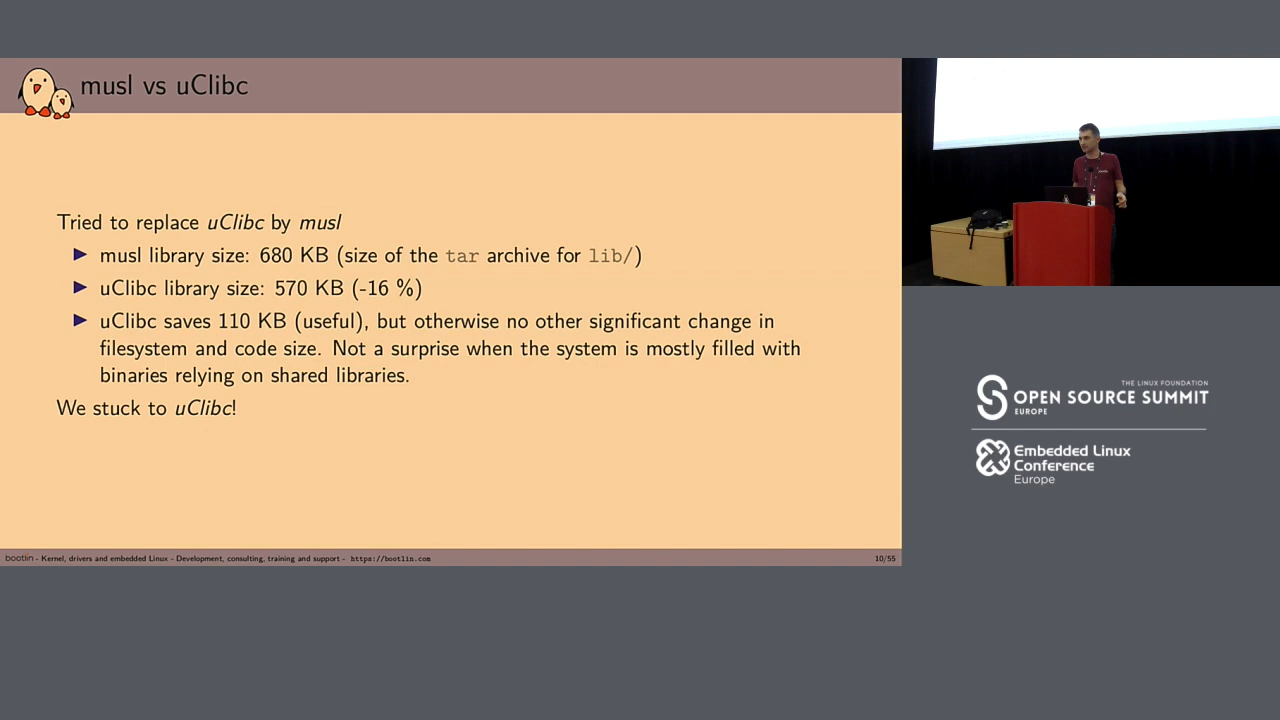 musl vs uClibc
Tried to replace uClibc by musl
musl library size: 680 KB (size of the tar archive for lib/)
uClibc library size: 570 KB (-16 %)
uClibc saves 110 KB (useful), but otherwise no other significant change in
filesystem and code size. Not a surprise when the system is mostly filled with
binaries relying on shared libraries.
We stuck to uClibc!
bootlin - Kernel, drivers and embedded Linux - Development, consulting, training and support - https://bootlin.com
10/55
THE LINUX FOUNDATION
OPEN SOURCE SUMMIT
EUROPE
Embedded Linux
Conference
Europe